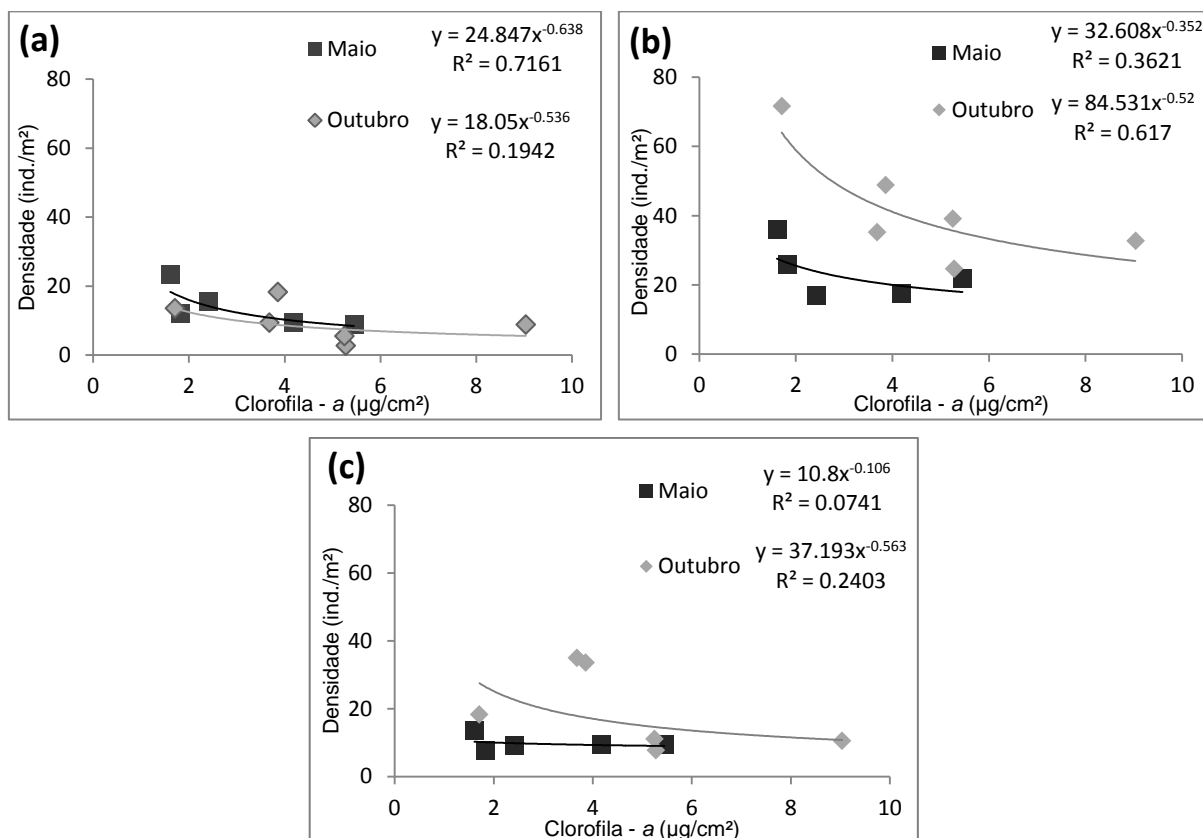 (a)
Maio
y = 24.847x^-0.638
R² = 0.7161
Outubro
y = 18.05x^-0.536
R² = 0.1942
Densidade (ind./m²)
80
60
40
20
0
0 2 4 6 8 10
Clorofila - a (µg/cm²)
(b)
Maio
y = 32.608x^-0.352
R² = 0.3621
Outubro
y = 84.531x^-0.52
R² = 0.617
Densidade (ind./m²)
80
60
40
20
0
0 2 4 6 8 10
Clorofila - a (µg/cm²)
(c)
Maio
y = 10.8x^-0.106
R² = 0.0741
Outubro
y = 37.193x^-0.563
R² = 0.2403
Densidade (ind./m²)
80
60
40
20
0
0 2 4 6 8 10
Clorofila - a (µg/cm²)